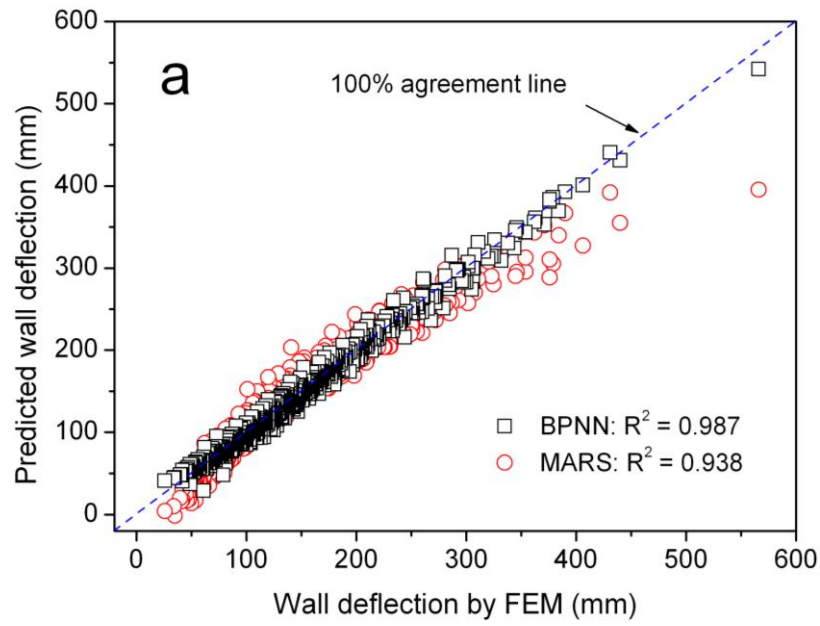 a
100% agreement line
600
500
400
300
200
100
0
Predicted wall deflection (mm)
BPNN: R² = 0.987
MARS: R² = 0.938
0 100 200 300 400 500 600
Wall deflection by FEM (mm)